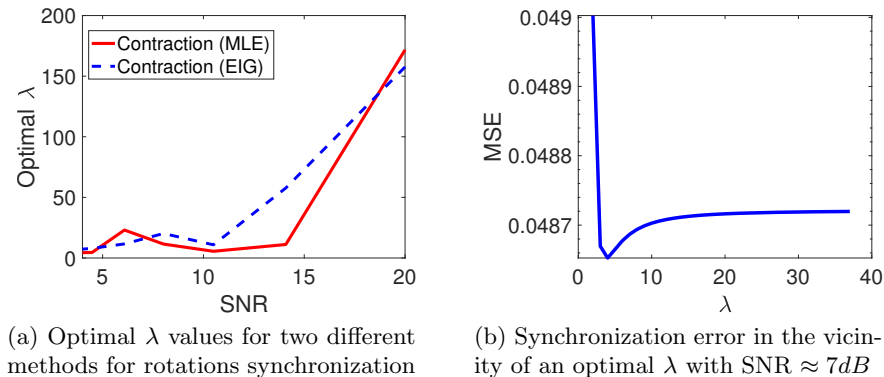 200
150
100
50
0
Optimal λ
Contraction (MLE)
Contraction (EIG)
5 10 15 20
SNR
0.049
0.0489
0.0488
0.0487
MSE
0 10 20 30 40
λ
(a) Optimal λ values for two different
methods for rotations synchronization
(b) Synchronization error in the vicin-
ity of an optimal λ with SNR ≈ 7dB